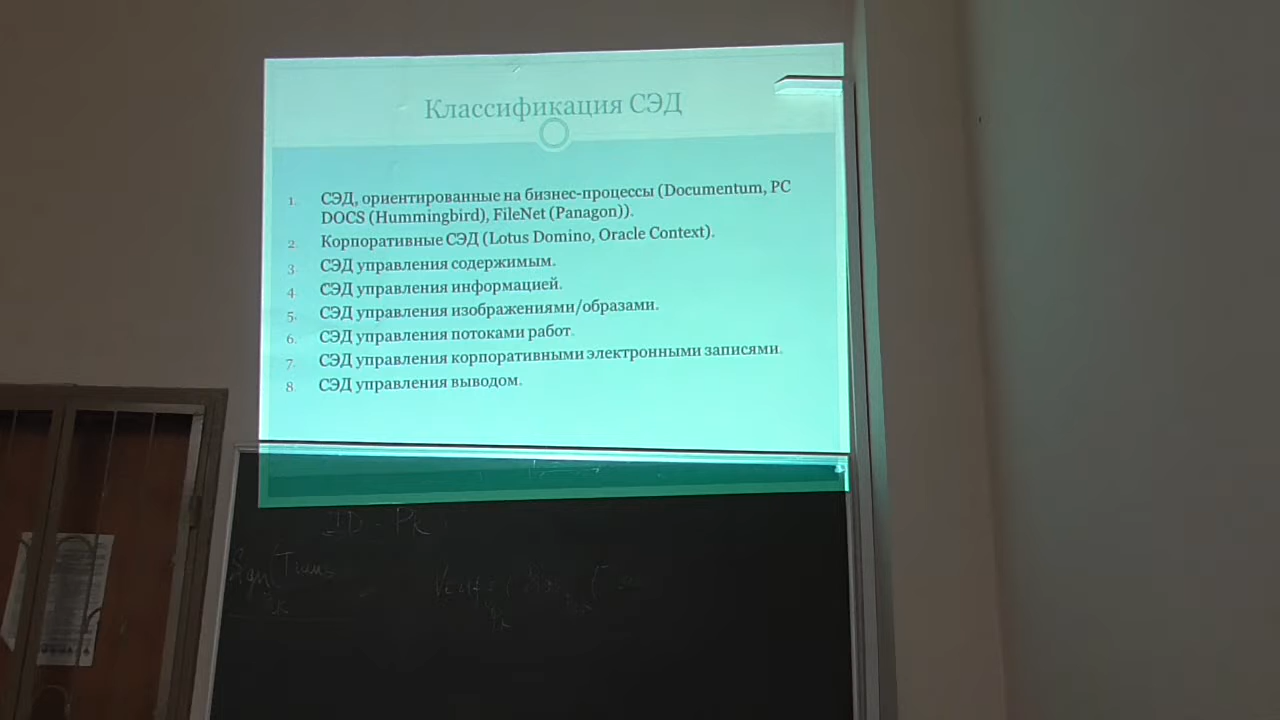 Классификация СЭД
1. СЭД, ориентированные на бизнес-процессы (Documentum, PC
DOCS (Hummingbird), FileNet (Panagon)).
2. Корпоративные СЭД (Lotus Domino, Oracle Context).
3. СЭД управления содержимым.
4. СЭД управления информацией.
5. СЭД управления изображениями/образами.
6. СЭД управления потоками работ.
7. СЭД управления корпоративными электронными записями.
8. СЭД управления выводом.
ID - Pk